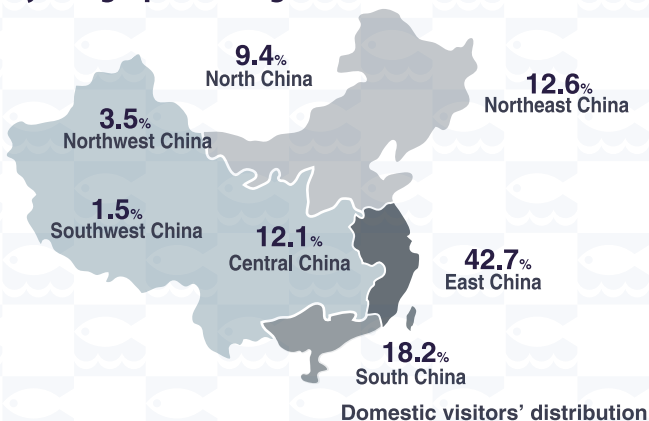 9.4%
North China
12.6%
Northeast China
3.5%
Northwest China
1.5%
Southwest China
12.1%
Central China
42.7%
East China
18.2%
South China
Domestic visitors’ distribution